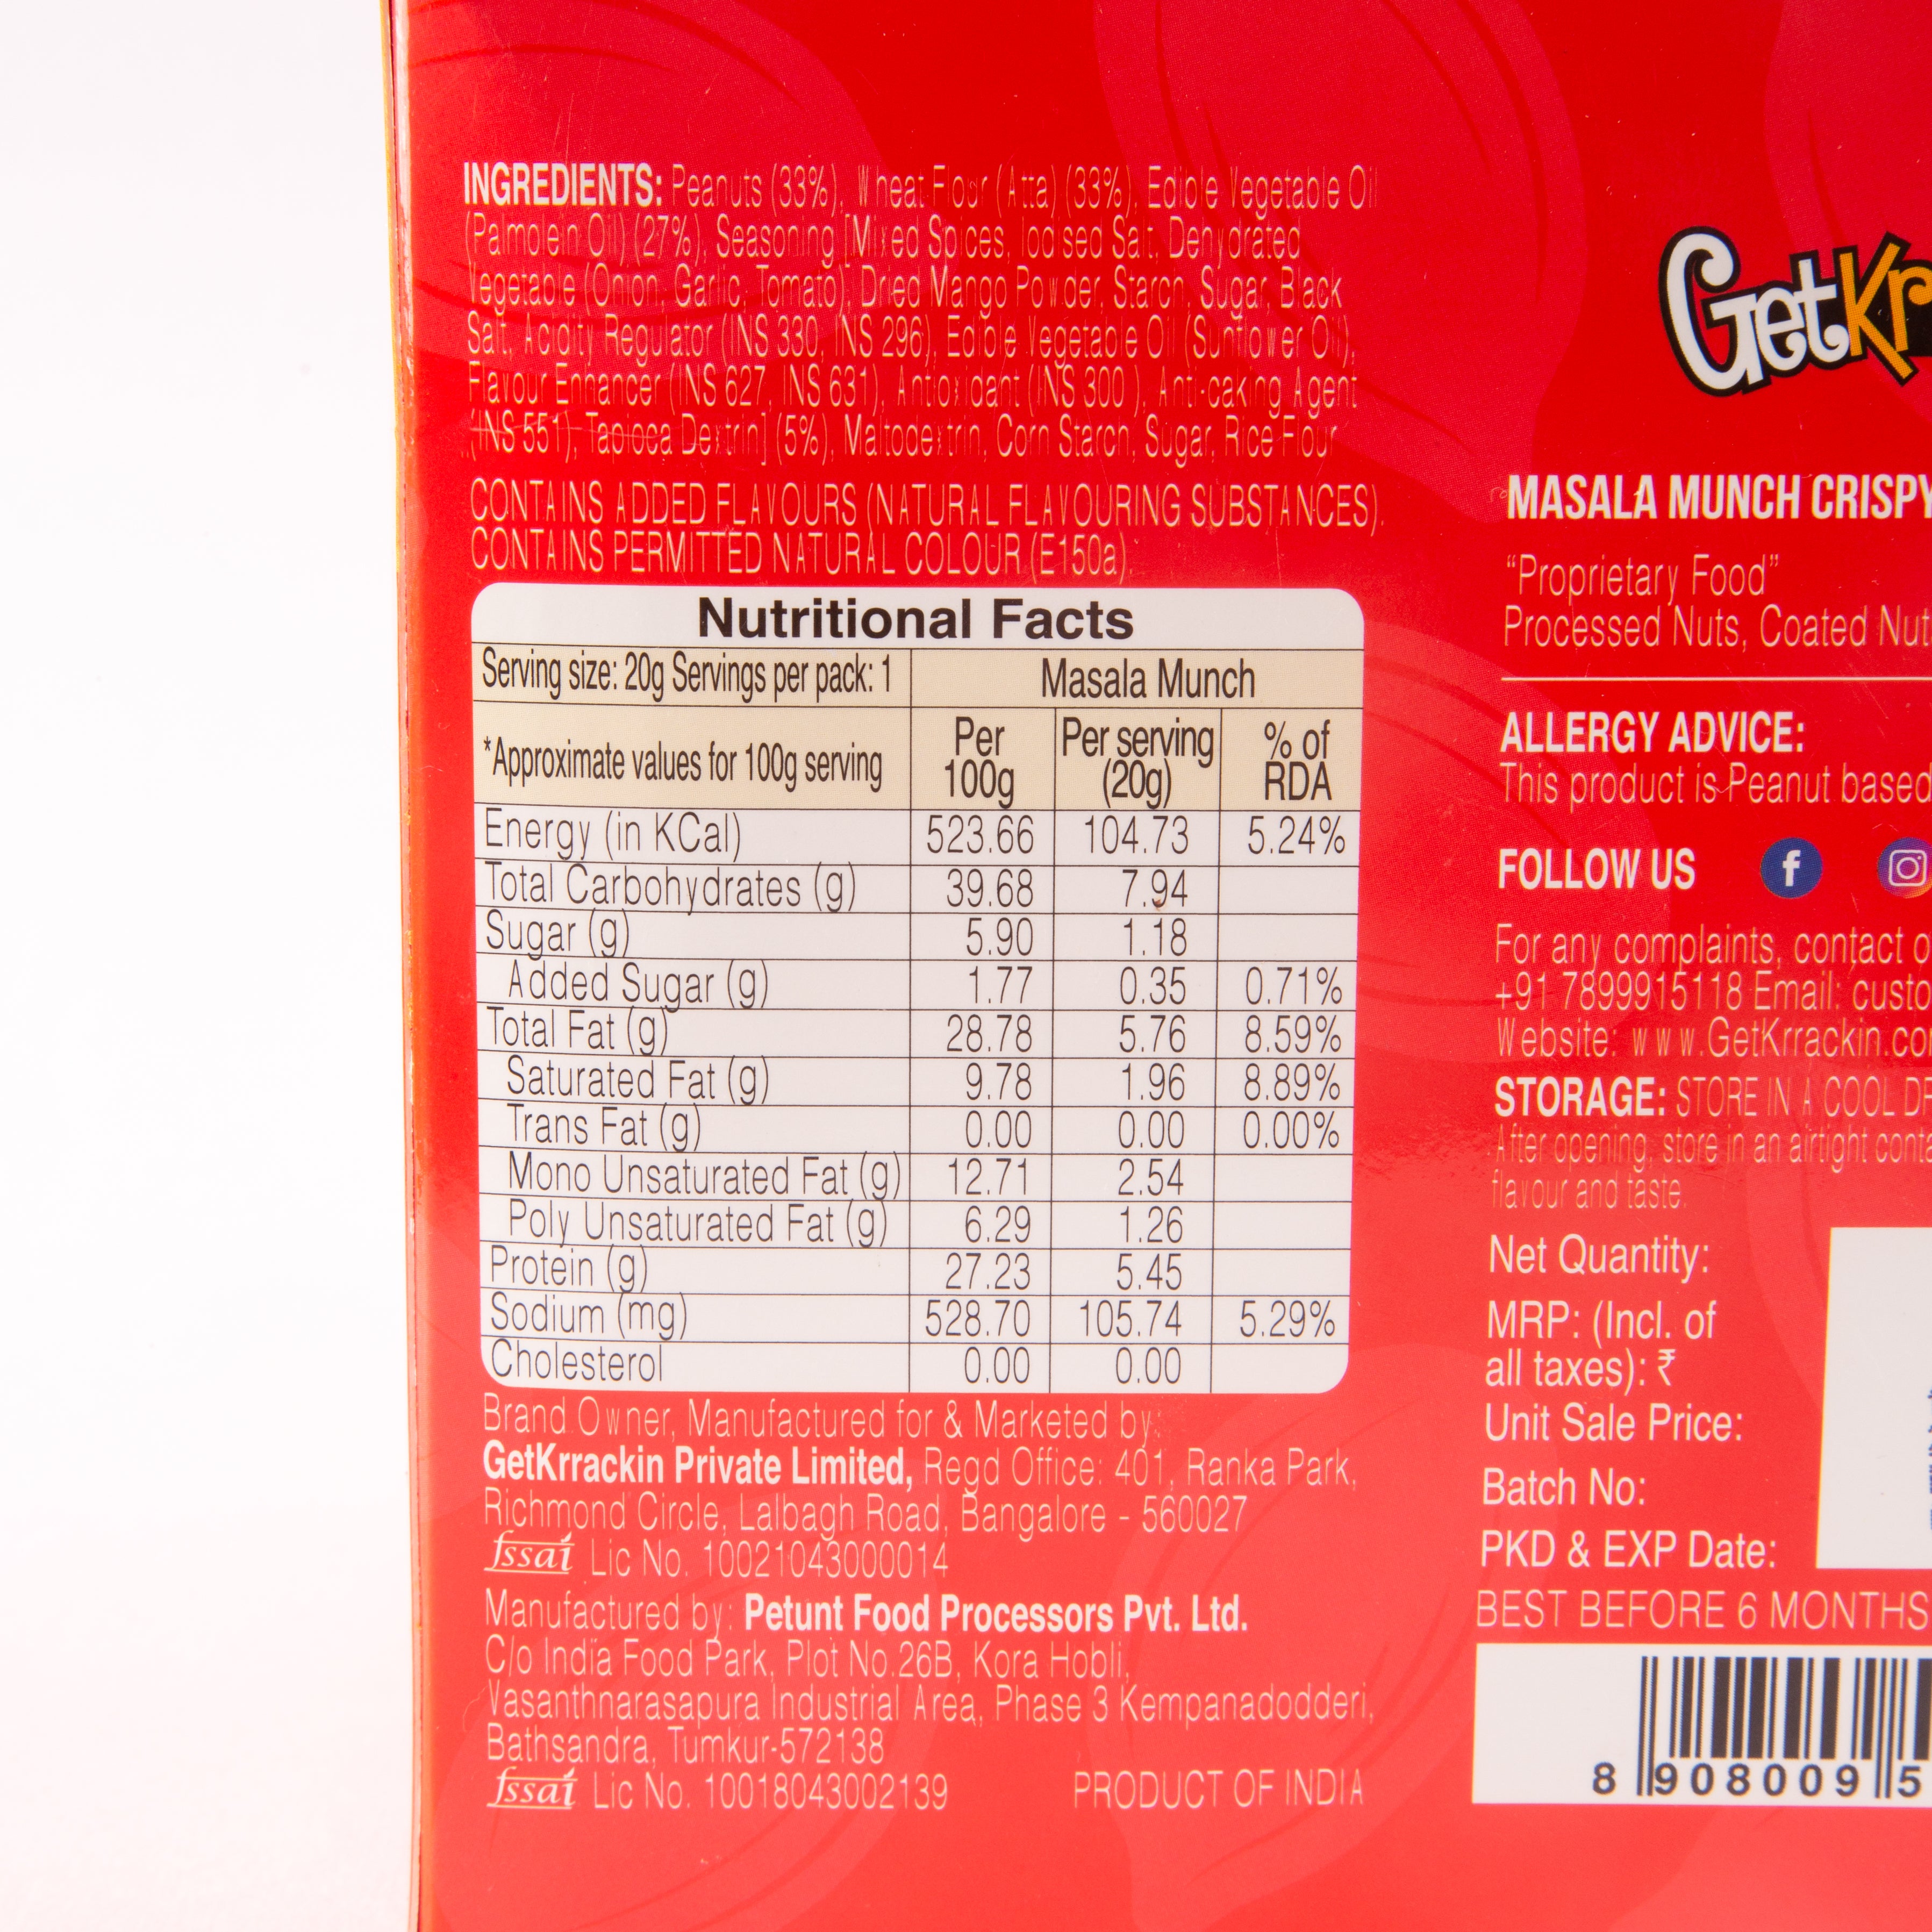 INGREDIENTS: Peanuts (33%), Wheat Flour (Atta) (33%), Edible Vegetable Oil
(Palmolein Oil) (27%), Seasoning [Mixed Spices, Iodised Salt, Dehydrated
Vegetable (Onion, Garlic, Tomato), Dried Mango Powder, Starch, Sugar, Black
Salt, Acidity Regulator (INS 330, INS 296), Edible Vegetable Oil (Sunflower Oil),
Flavour Enhancer (INS 627, INS 631), Antioxidant (INS 300 ), Anti-caking Agent
(INS 551), Tapioca Dextrin] (5%), Maltodextrin, Corn Starch, Sugar, Rice Flour
CONTAINS ADDED FLAVOURS (NATURAL FLAVOURING SUBSTANCES).
CONTAINS PERMITTED NATURAL COLOUR (E150a).
Nutritional Facts
Serving size: 20g Servings per pack: 1 Masala Munch
*Approximate values for 100g serving Per 100g Per serving (20g) % of RDA
Energy (in KCal) 523.66 104.73 5.24%
Total Carbohydrates (g) 39.68 7.94
Sugar (g) 5.90 1.18
Added Sugar (g) 1.77 0.35 0.71%
Total Fat (g) 28.78 5.76 8.59%
Saturated Fat (g) 9.78 1.96 8.89%
Trans Fat (g) 0.00 0.00 0.00%
Mono Unsaturated Fat (g) 12.71 2.54
Poly Unsaturated Fat (g) 6.29 1.26
Protein (g) 27.23 5.45
Sodium (mg) 528.70 105.74 5.29%
Cholesterol 0.00 0.00
Brand Owner, Manufactured for & Marketed by:
GetKrrackin Private Limited, Regd Office: 401, Ranka Park,
Richmond Circle, Lalbagh Road, Bangalore - 560027
fssai Lic No. 10021043000014
Manufactured by: Petunt Food Processors Pvt. Ltd.
C/o India Food Park, Plot No.26B, Kora Hobli,
Vasanthnarasapura Industrial Area, Phase 3 Kempanadodderi,
Bathsandra, Tumkur-572138
fssai Lic No. 10018043002139 PRODUCT OF INDIA
GetKr
MASALA MUNCH CRISPY
"Proprietary Food"
Processed Nuts, Coated Nut
ALLERGY ADVICE:
This product is Peanut based
FOLLOW US f
For any complaints, contact
+91 7899915118 Email: custo
Website: www.GetKrrackin.co
STORAGE: STORE IN A COOL
After opening, store in an airtight conta
flavour and taste.
Net Quantity:
MRP: (Incl. of
all taxes): ₹
Unit Sale Price:
Batch No:
PKD & EXP Date:
BEST BEFORE 6 MONTHS
8 908009 5